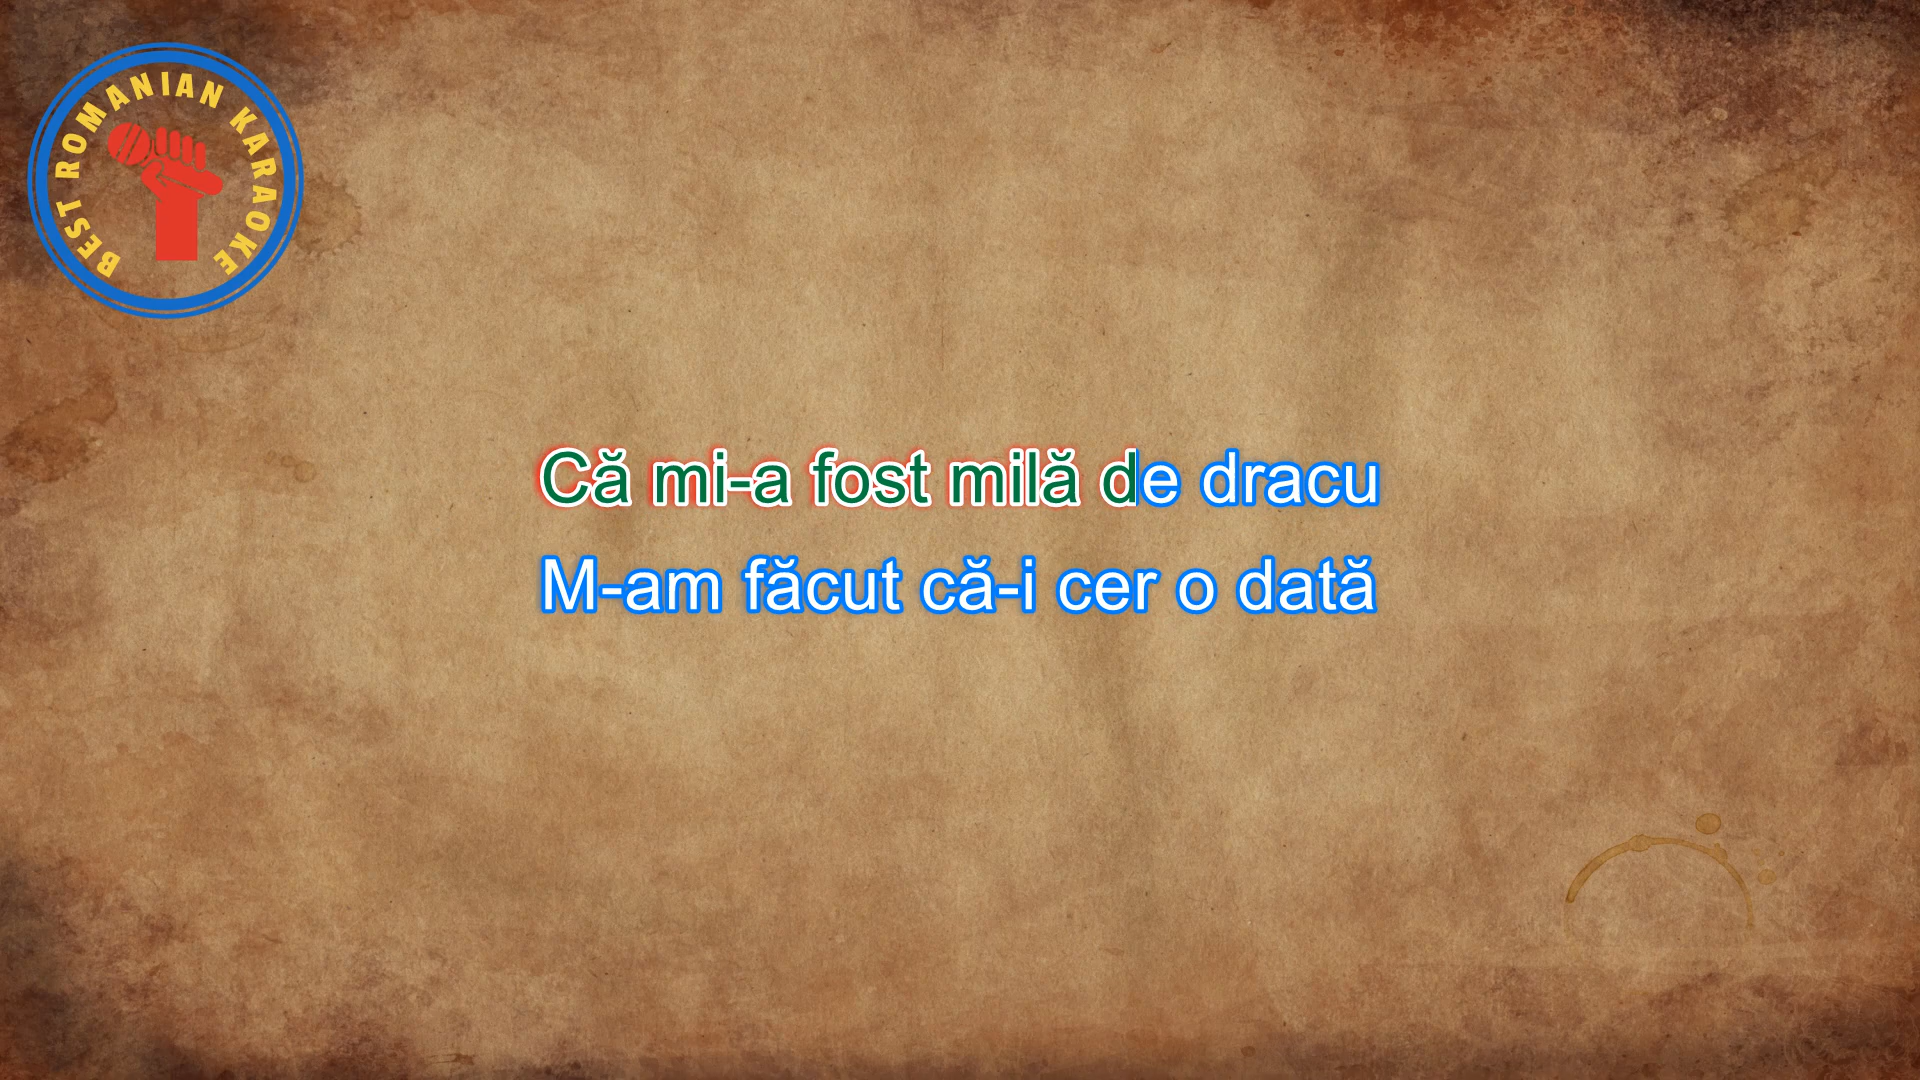 BEST ROMANIAN KARAOKE
Că mi-a fost milă de dracu
M-am făcut că-i cer o dată